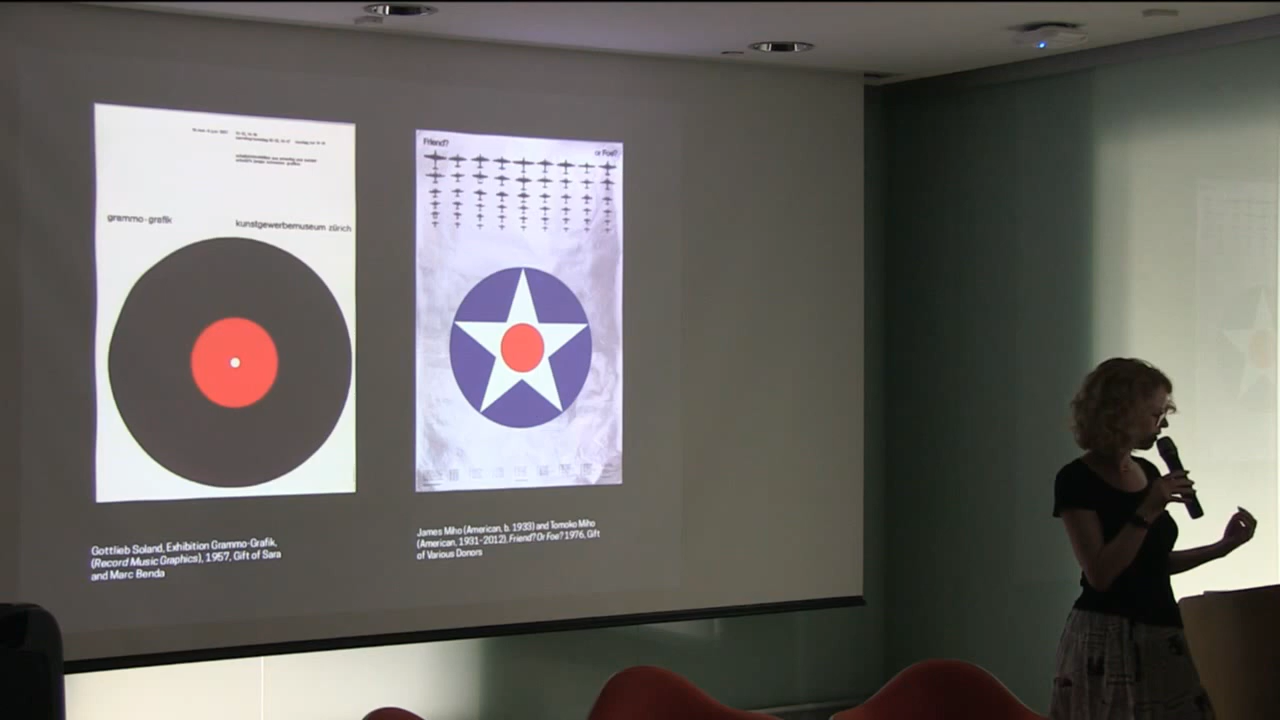 grammo-grafik
kunstgewerbemuseum zürich
Friend?
or Foe?
Gottlieb Soland, Exhibition Grammo-Grafik,
(Record Music Graphics), 1957, Gift of Sara
and Marc Benda
James Miho (American, b. 1933) and Tomoko Miho
(American, 1931-2012), Friend? Or Foe? 1976, Gift
of Various Donors